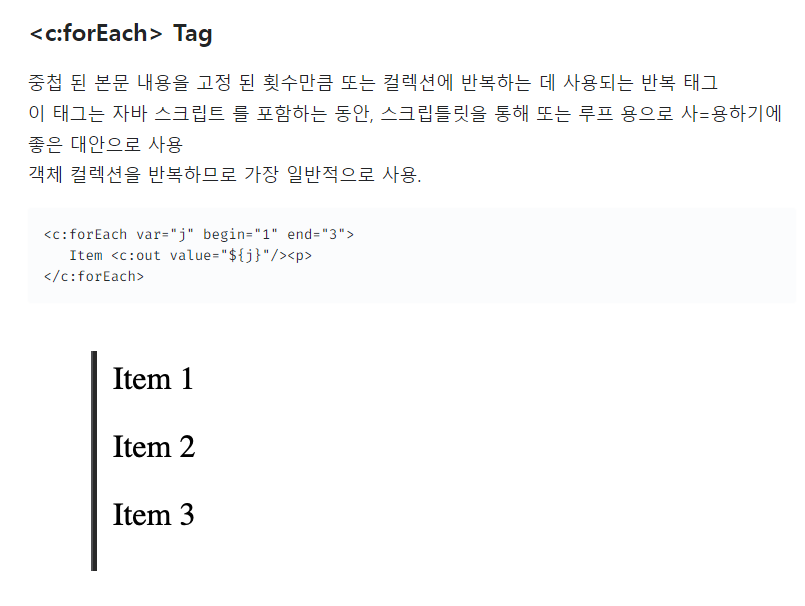 <c:forEach> Tag
중첩 된 본문 내용을 고정 된 횟수만큼 또는 컬렉션에 반복하는 데 사용되는 반복 태그
이 태그는 자바 스크립트 를 포함하는 동안, 스크립틀릿을 통해 또는 루프 용으로 사=용하기에
좋은 대안으로 사용
객체 컬렉션을 반복하므로 가장 일반적으로 사용.
<c:forEach var="j" begin="1" end="3">
   Item <c:out value="${j}"/><p>
</c:forEach>
Item 1
Item 2
Item 3